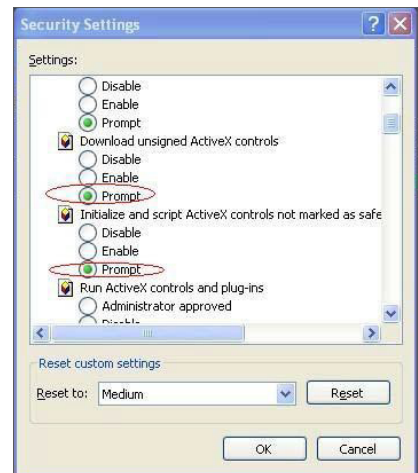 Security Settings
Settings:
Disable
Enable
Prompt
Download unsigned ActiveX controls
Disable
Enable
Prompt
Initialize and script ActiveX controls not marked as safe
Disable
Enable
Prompt
Run ActiveX controls and plug-ins
Administrator approved
Disable
Reset custom settings
Reset to: Medium Reset
OK Cancel